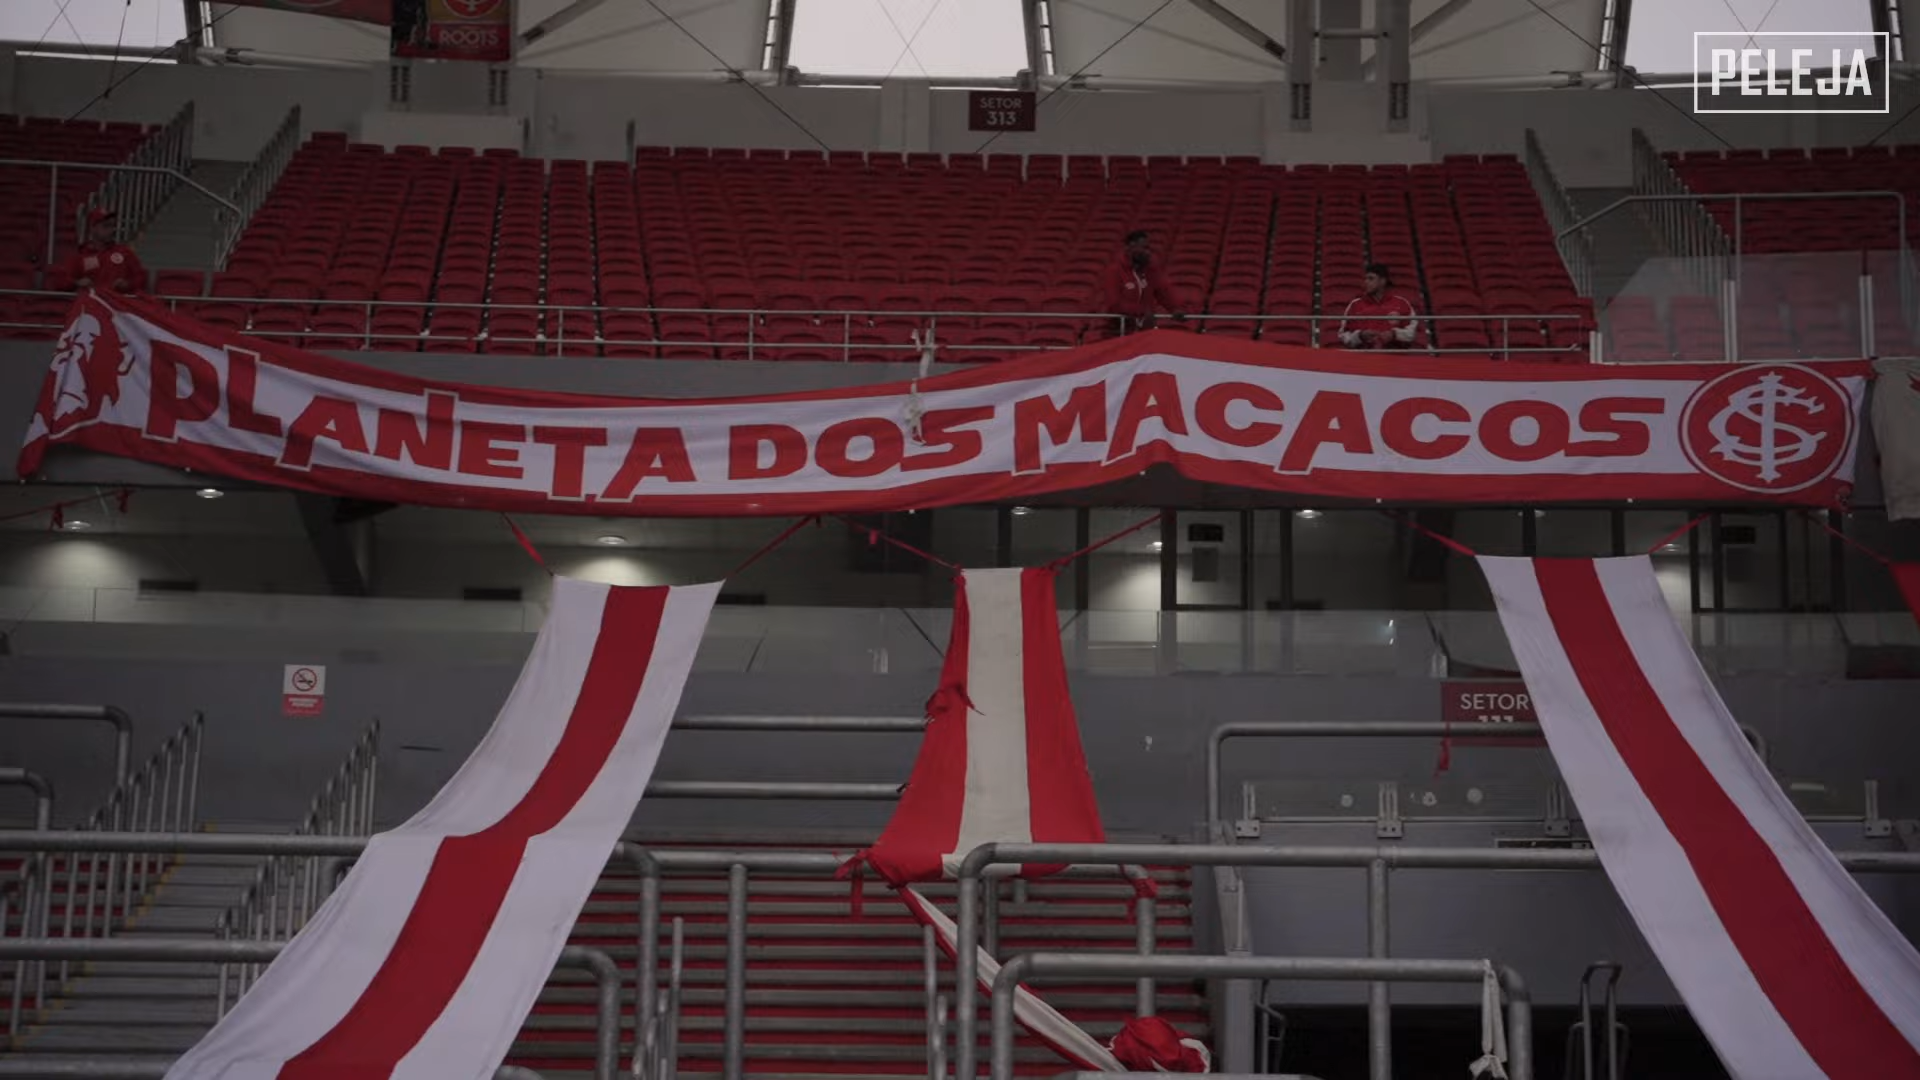 ROOTS
PELEJA
SETOR
313
PLANETA DOS MACACOS
SETOR